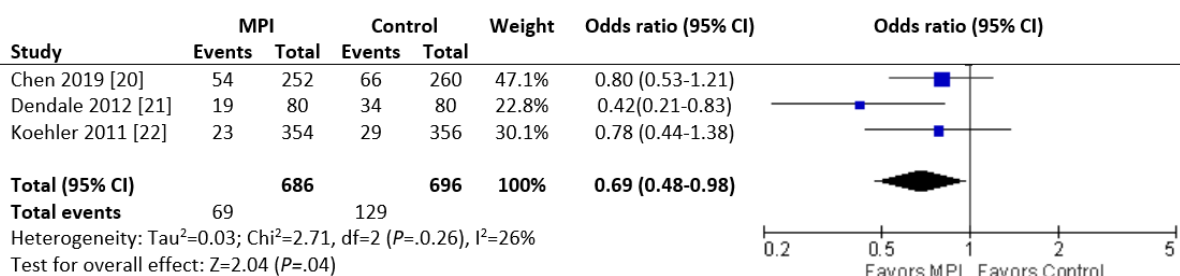 MPI Control Weight Odds ratio (95% CI) Odds ratio (95% CI)
Study Events Total Events Total
Chen 2019 [20] 54 252 66 260 47.1% 0.80 (0.53-1.21)
Dendale 2012 [21] 19 80 34 80 22.8% 0.42(0.21-0.83)
Koehler 2011 [22] 23 354 29 356 30.1% 0.78 (0.44-1.38)
Total (95% CI) 686 696 100% 0.69 (0.48-0.98)
Total events 69 129
Heterogeneity: Tau²=0.03; Chi²=2.71, df=2 (P=.0.26), I²=26%
0.2 0.5 1 2 5
Test for overall effect: Z=2.04 (P=.04)
Favors MPI Favors Control